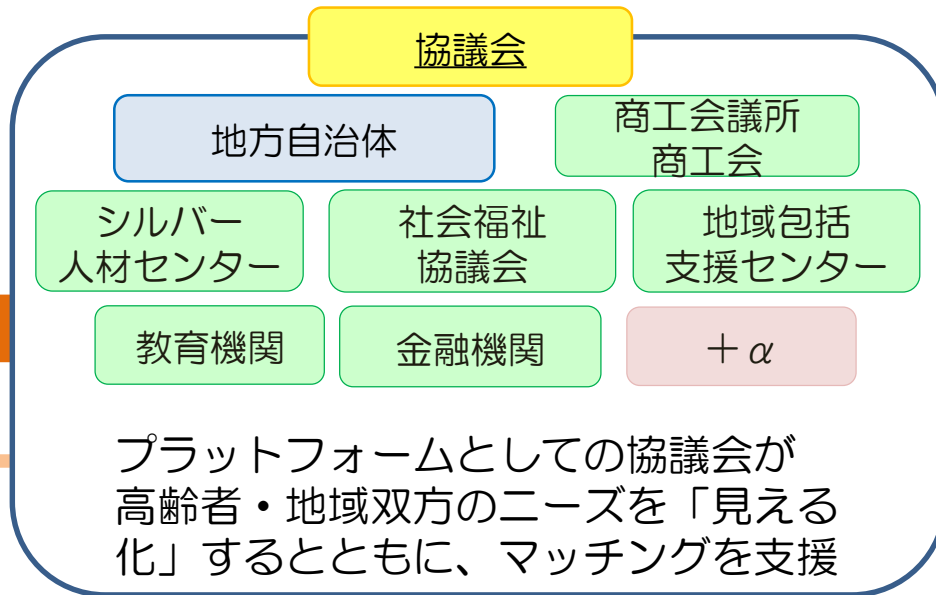 協議会
地方自治体
商工会議所
商工会
シルバー
人材センター
社会福祉
協議会
地域包括
支援センター
教育機関
金融機関
＋α
プラットフォームとしての協議会が
高齢者・地域双方のニーズを「見える
化」するとともに、マッチングを支援